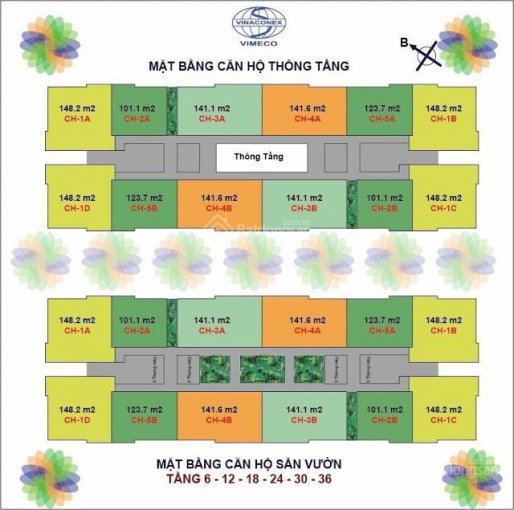 VINACONEX
VIMECO
B
MẶT BẰNG CĂN HỘ THÔNG TẦNG
148.2 m2 101.1 m2 141.1 m2 141.6 m2 123.7 m2 148.2 m2
CH-1A CH-2A CH-3A CH-4A CH-5A CH-1B
Thông Tầng
148.2 m2 123.7 m2 141.6 m2 141.1 m2 101.1 m2 148.2 m2
CH-1D CH-5B CH-4B CH-3B CH-2B CH-1C
Batdongsan
.com.vn
148.2 m2 101.1 m2 141.1 m2 141.6 m2 123.7 m2 148.2 m2
CH-1A CH-2A CH-3A CH-4A CH-5A CH-1B
148.2 m2 123.7 m2 141.6 m2 141.1 m2 101.1 m2 148.2 m2
CH-1D CH-5B CH-4B CH-3B CH-2B CH-1C
MẶT BẰNG CĂN HỘ SÂN VƯỜN
TẦNG 6 - 12 - 18 - 24 - 30 - 36